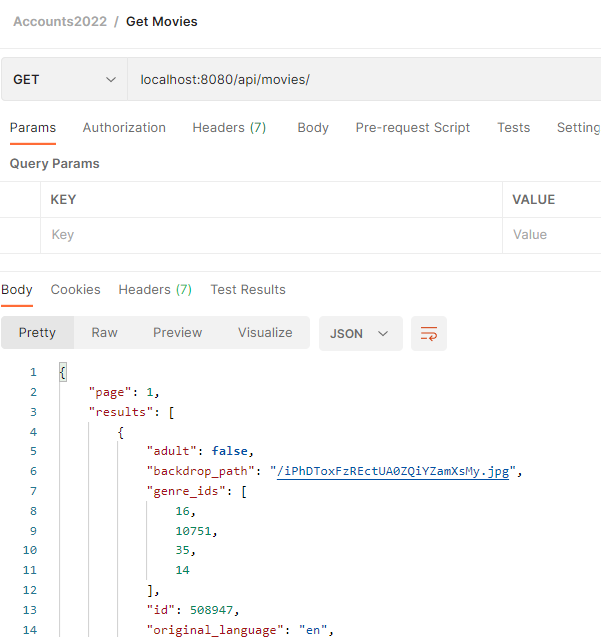 Accounts2022 / Get Movies
GET localhost:8080/api/movies/
Params Authorization Headers (7) Body Pre-request Script Tests Setting
Query Params
KEY VALUE
Key Value
Body Cookies Headers (7) Test Results
Pretty Raw Preview Visualize JSON
1 {
2 "page": 1,
3 "results": [
4 {
5 "adult": false,
6 "backdrop_path": "/iPhDToxFzREctUA0ZQiYZamXsMy.jpg",
7 "genre_ids": [
8 16,
9 10751,
10 35,
11 14
12 ],
13 "id": 508947,
14 "original_language": "en",